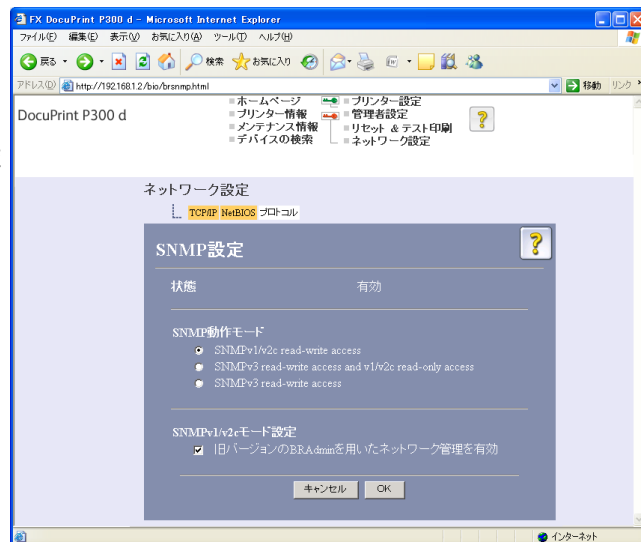 FX DocuPrint P300 d - Microsoft Internet Explorer
ファイル(F) 編集(E) 表示(V) お気に入り(A) ツール(T) ヘルプ(H)
戻る 検索 お気に入り
アドレス(D) http://192.168.1.2/bio/brsnmp.html 移動 リンク »
DocuPrint P300 d
ホームページ プリンター設定
プリンター情報 管理者設定
メンテナンス情報 リセット & テスト印刷
デバイスの検索 ネットワーク設定
ネットワーク設定
TCP/IP NetBIOS プロトコル
SNMP設定
状態 有効
SNMP動作モード
SNMPv1/v2c read-write access
SNMPv3 read-write access and v1/v2c read-only access
SNMPv3 read-write access
SNMPv1/v2cモード設定
旧バージョンのBRAdminを用いたネットワーク管理を有効
キャンセル OK
インターネット